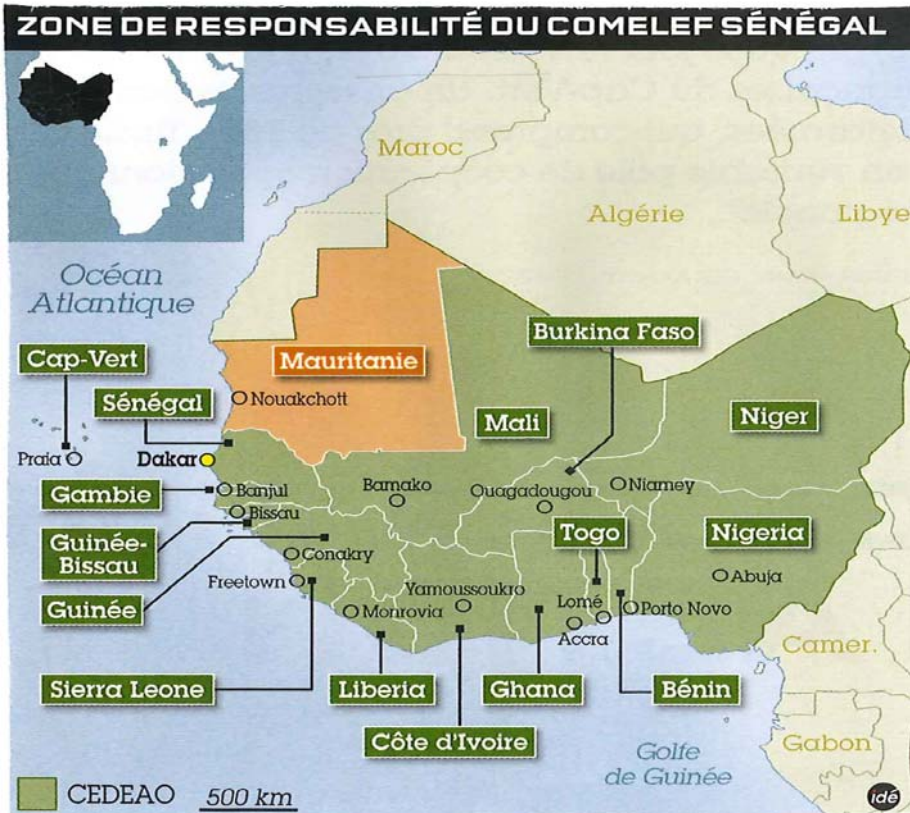 ZONE DE RESPONSABILITÉ DU COMELEF SÉNÉGAL
Maroc
Algérie
Libye
Océan
Atlantique
Burkina Faso
Cap-Vert
Mauritanie
Sénégal
Nouakchott
Mali
Niger
Praia
Dakar
Gambie
Banjul
Bamako
Ouagadougou
Niamey
Bissau
Guinée-
Bissau
Togo
Nigeria
Conakry
Freetown
Yamoussoukro
Abuja
Guinée
Monrovia
Lomé
Porto Novo
Accra
Camer.
Sierra Leone
Liberia
Ghana
Bénin
Côte d'Ivoire
Golfe
de Guinée
Gabon
CEDEAO
500 km
idé